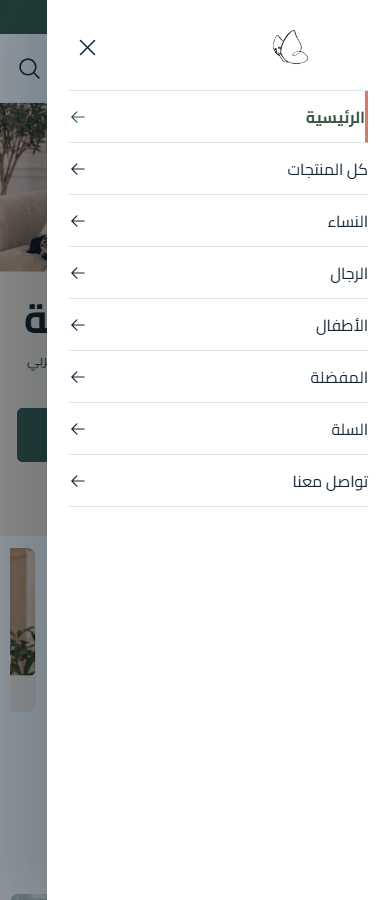 الرئيسية
كل المنتجات
النساء
الرجال
الأطفال
المفضلة
السلة
تواصل معنا